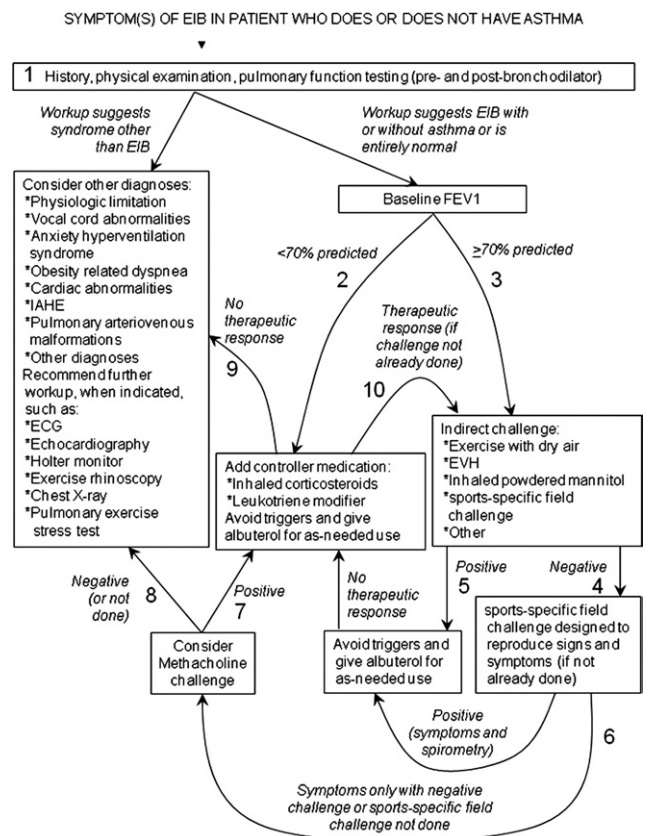 SYMPTOM(S) OF EIB IN PATIENT WHO DOES OR DOES NOT HAVE ASTHMA
1 History, physical examination, pulmonary function testing (pre- and post-bronchodilator)
Workup suggests
syndrome other
than EIB
Workup suggests EIB with
or without asthma or is
entirely normal
Consider other diagnoses:
*Physiologic limitation
*Vocal cord abnormalities
*Anxiety hyperventilation
syndrome
*Obesity related dyspnea
*Cardiac abnormalities
*IAHE
*Pulmonary arteriovenous
malformations
*Other diagnoses
Recommend further
workup, when indicated,
such as:
*ECG
*Echocardiography
*Holter monitor
*Exercise rhinoscopy
*Chest X-ray
*Pulmonary exercise
stress test
Baseline FEV1
<70% predicted
2
≥70% predicted
3
No
therapeutic
response
9
Therapeutic
response (if
challenge not
already done)
10
Add controller medication:
*Inhaled corticosteroids
*Leukotriene modifier
Avoid triggers and give
albuterol for as-needed use
Indirect challenge:
*Exercise with dry air
*EVH
*Inhaled powdered mannitol
*sports-specific field
challenge
*Other
Negative
(or not
done)
8
Positive
7
No
therapeutic
response
Positive
5
Negative
4
Consider
Methacholine
challenge
Avoid triggers and
give albuterol for
as-needed use
sports-specific field
challenge designed to
reproduce signs and
symptoms (if not
already done)
Positive
(symptoms and
spirometry)
6
Symptoms only with negative
challenge or sports-specific field
challenge not done